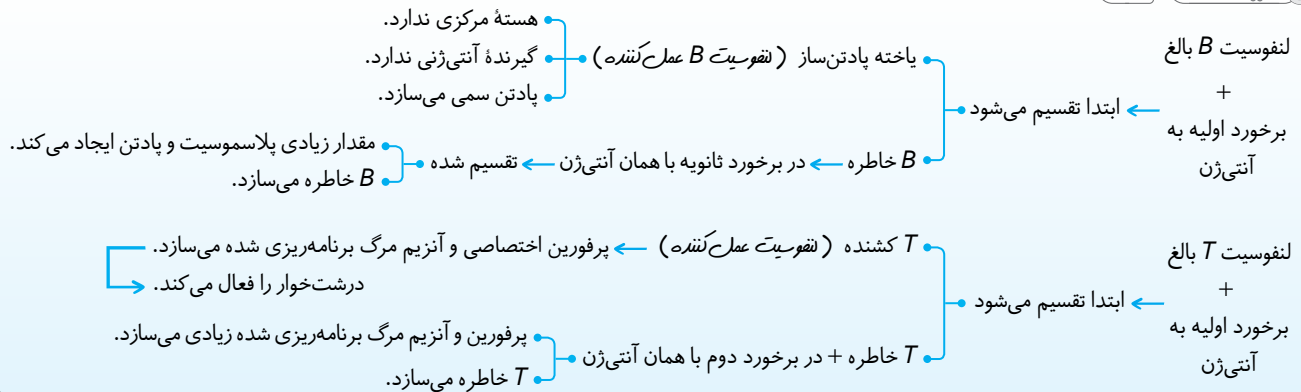 لنفوسیت B بالغ
+
برخورد اولیه به
آنتی‌ژن
ابتدا تقسیم می‌شود
یاخته پادتن‌ساز (لنفوسیت B عمل‌کننده)
هستهٔ مرکزی ندارد.
گیرندهٔ آنتی‌ژنی ندارد.
پادتن سمی می‌سازد.
B خاطره
در برخورد ثانویه با همان آنتی‌ژن
تقسیم شده
مقدار زیادی پلاسموسیت و پادتن ایجاد می‌کند.
B خاطره می‌سازد.
لنفوسیت T بالغ
+
برخورد اولیه به
آنتی‌ژن
ابتدا تقسیم می‌شود
T کشنده (لنفوسیت عمل‌کننده)
پرفورین اختصاصی و آنزیم مرگ برنامه‌ریزی شده می‌سازد.
درشت‌خوار را فعال می‌کند.
T خاطره + در برخورد دوم با همان آنتی‌ژن
پرفورین و آنزیم مرگ برنامه‌ریزی شده زیادی می‌سازد.
T خاطره می‌سازد.